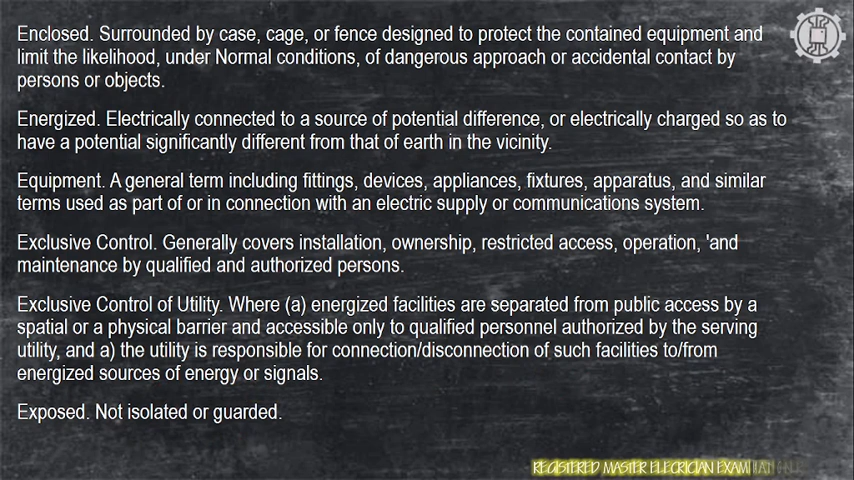 Enclosed. Surrounded by case, cage, or fence designed to protect the contained equipment and
limit the likelihood, under Normal conditions, of dangerous approach or accidental contact by
persons or objects.
Energized. Electrically connected to a source of potential difference, or electrically charged so as to
have a potential significantly different from that of earth in the vicinity.
Equipment. A general term including fittings, devices, appliances, fixtures, apparatus, and similar
terms used as part of or in connection with an electric supply or communications system.
Exclusive Control. Generally covers installation, ownership, restricted access, operation, 'and
maintenance by qualified and authorized persons.
Exclusive Control of Utility. Where (a) energized facilities are separated from public access by a
spatial or a physical barrier and accessible only to qualified personnel authorized by the serving
utility, and a) the utility is responsible for connection/disconnection of such facilities to/from
energized sources of energy or signals.
Exposed. Not isolated or guarded.
REGISTERED MASTER ELECRICIAN